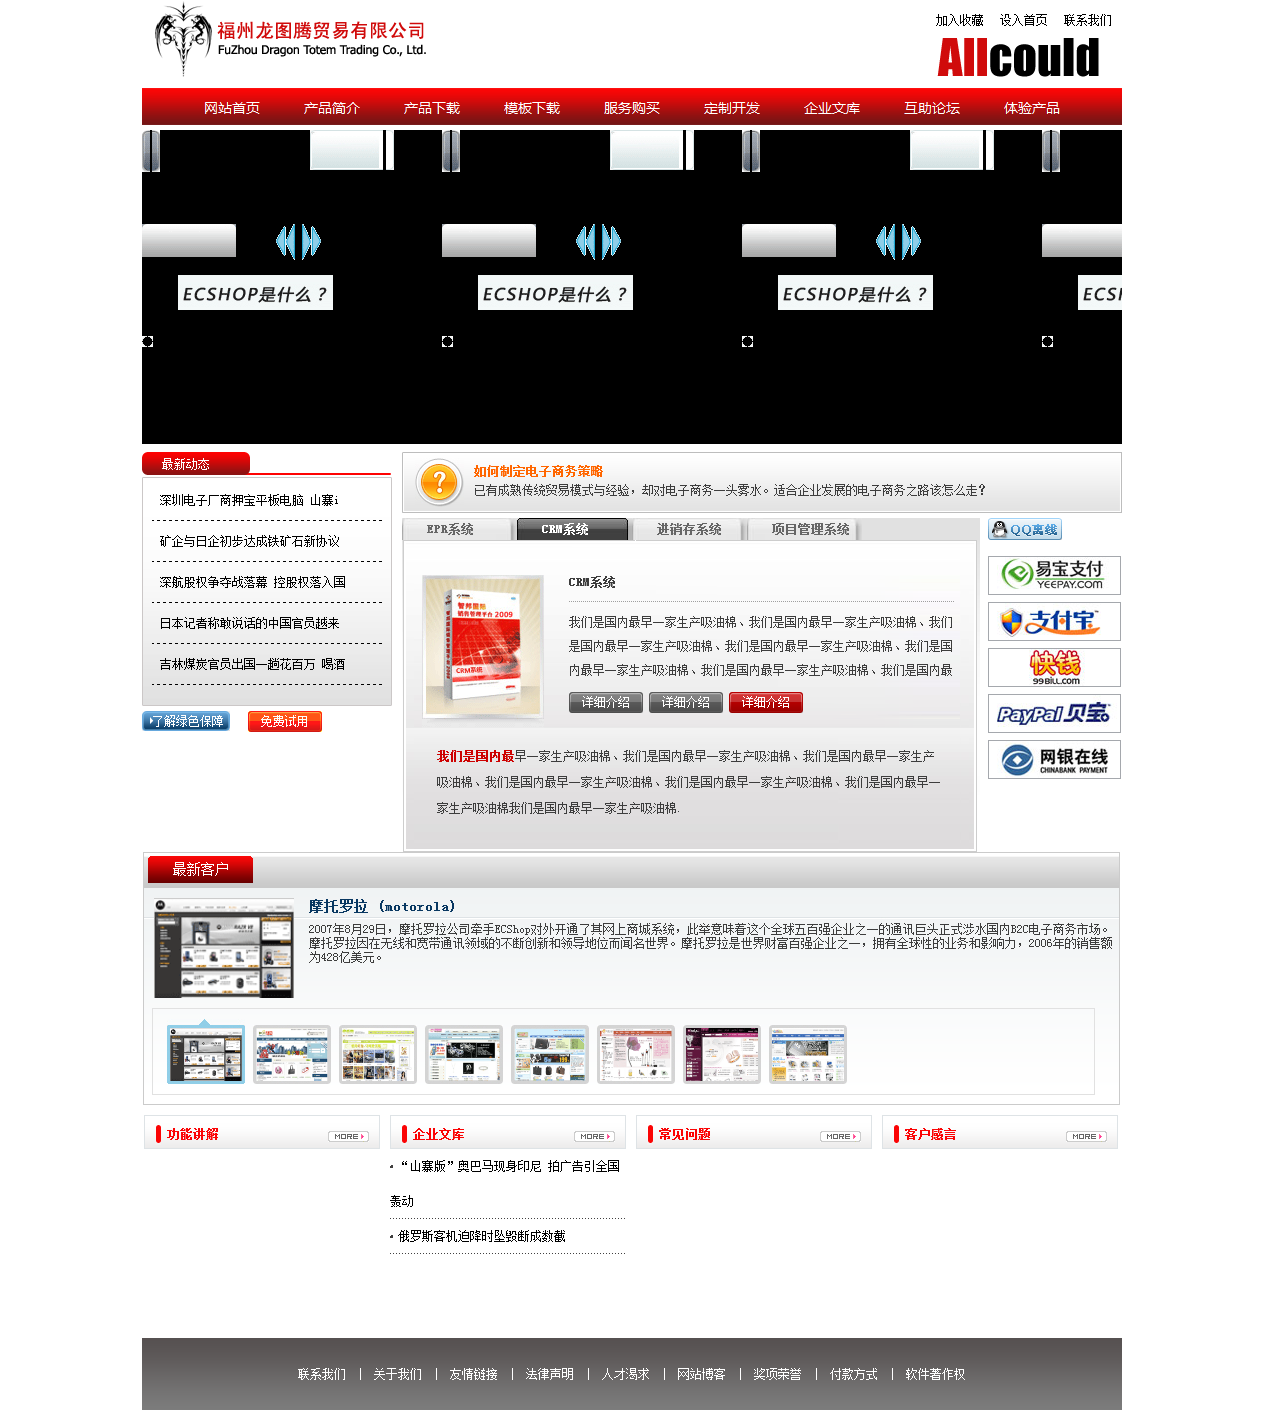 福州龙图腾贸易有限公司
FuZhou Dragon Totem Trading Co., Ltd.
加入收藏 设入首页 联系我们
Allcould
网站首页 产品简介 产品下载 模板下载 服务购买 定制开发 企业文库 互助论坛 体验产品
ECSHOP是什么？ ECSHOP是什么？ ECSHOP是什么？ ECS
最新动态
深圳电子厂商押宝平板电脑 山寨i
矿企与日企初步达成铁矿石新协议
深航股权争夺战落幕 控股权落入国
日本记者称敢说话的中国官员越来
吉林煤炭官员出国一趟花百万 喝酒
了解绿色保障 免费试用
如何制定电子商务策略
已有成熟传统贸易模式与经验，却对电子商务一头雾水。适合企业发展的电子商务之路该怎么走?
EPR系统 CRM系统 进销存系统 项目管理系统
智邦国际
销售管理平台 2009
CRM系统
CRM系统
我们是国内最早一家生产吸油棉、我们是国内最早一家生产吸油棉、我们
是国内最早一家生产吸油棉、我们是国内最早一家生产吸油棉、我们是国
内最早一家生产吸油棉、我们是国内最早一家生产吸油棉、我们是国内最
详细介绍 详细介绍 详细介绍
我们是国内最早一家生产吸油棉、我们是国内最早一家生产吸油棉、我们是国内最早一家生产
吸油棉、我们是国内最早一家生产吸油棉、我们是国内最早一家生产吸油棉、我们是国内最早一
家生产吸油棉我们是国内最早一家生产吸油棉.
QQ离线
易宝支付
YEEPAY.COM
支付宝
快钱
99BILL.COM
PayPal 贝宝
网银在线
CHINABANK PAYMENT
最新客户
摩托罗拉 (motorola)
2007年8月29日，摩托罗拉公司牵手ECShop对外开通了其网上商城系统，此举意味着这个全球五百强企业之一的通讯巨头正式涉水国内B2C电子商务市场。
摩托罗拉因在无线和宽带通讯领域的不断创新和领导地位而闻名世界。摩托罗拉是世界财富百强企业之一，拥有全球性的业务和影响力，2006年的销售额
为428亿美元。
功能讲解 MORE 企业文库 MORE 常见问题 MORE 客户感言 MORE
“山寨版”奥巴马现身印尼 拍广告引全国
轰动
俄罗斯客机迫降时坠毁断成数截
联系我们 | 关于我们 | 友情链接 | 法律声明 | 人才渴求 | 网站博客 | 奖项荣誉 | 付款方式 | 软件著作权